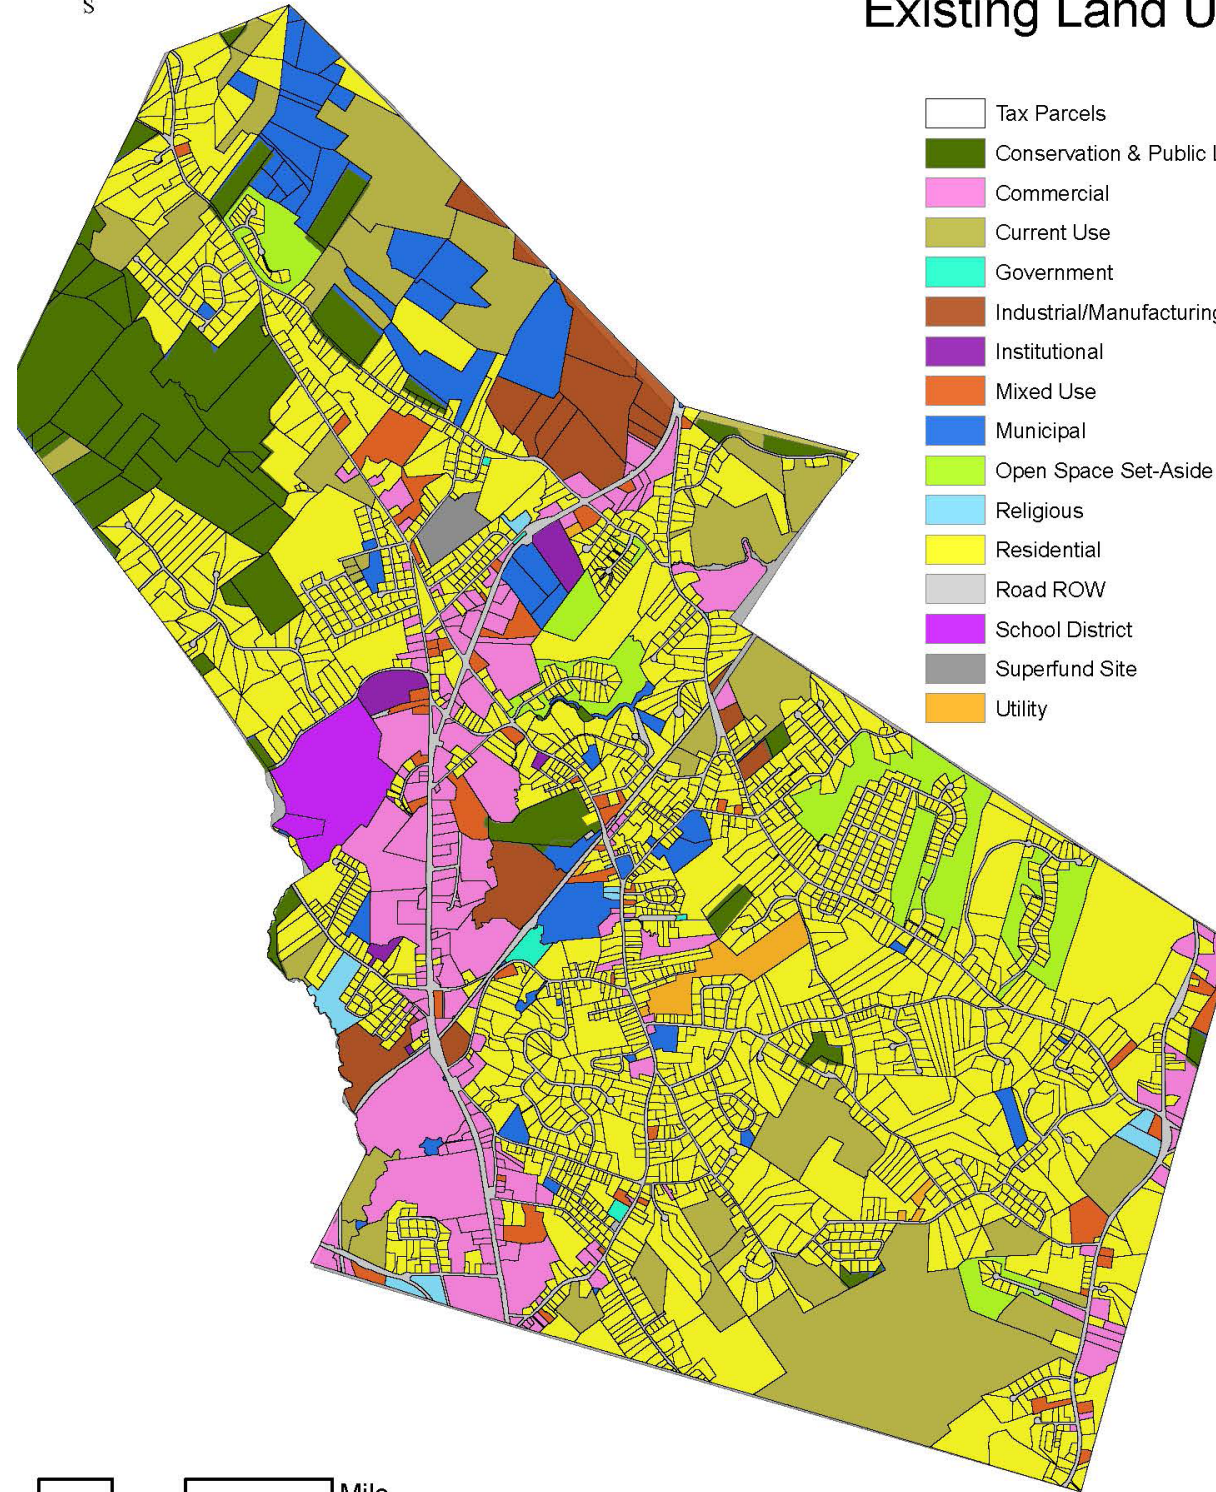 S
Existing Land U
Tax Parcels
Conservation & Public L
Commercial
Current Use
Government
Industrial/Manufacturing
Institutional
Mixed Use
Municipal
Open Space Set-Aside
Religious
Residential
Road ROW
School District
Superfund Site
Utility
Mile